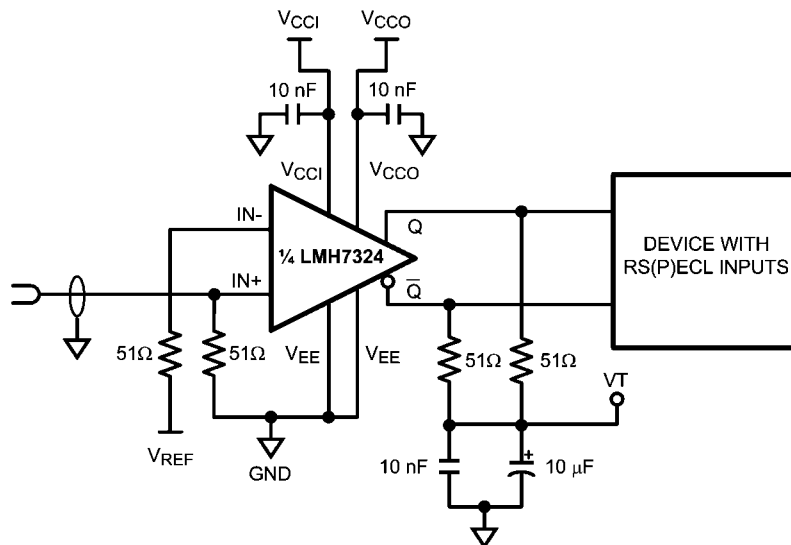 VCCI VCCO
10 nF 10 nF
VCCI VCCO
IN-
Q
¼ LMH7324
DEVICE WITH
RS(P)ECL INPUTS
IN+
Q̅
51Ω 51Ω VEE VEE 51Ω 51Ω
VT
VREF
GND
10 nF + 10 μF